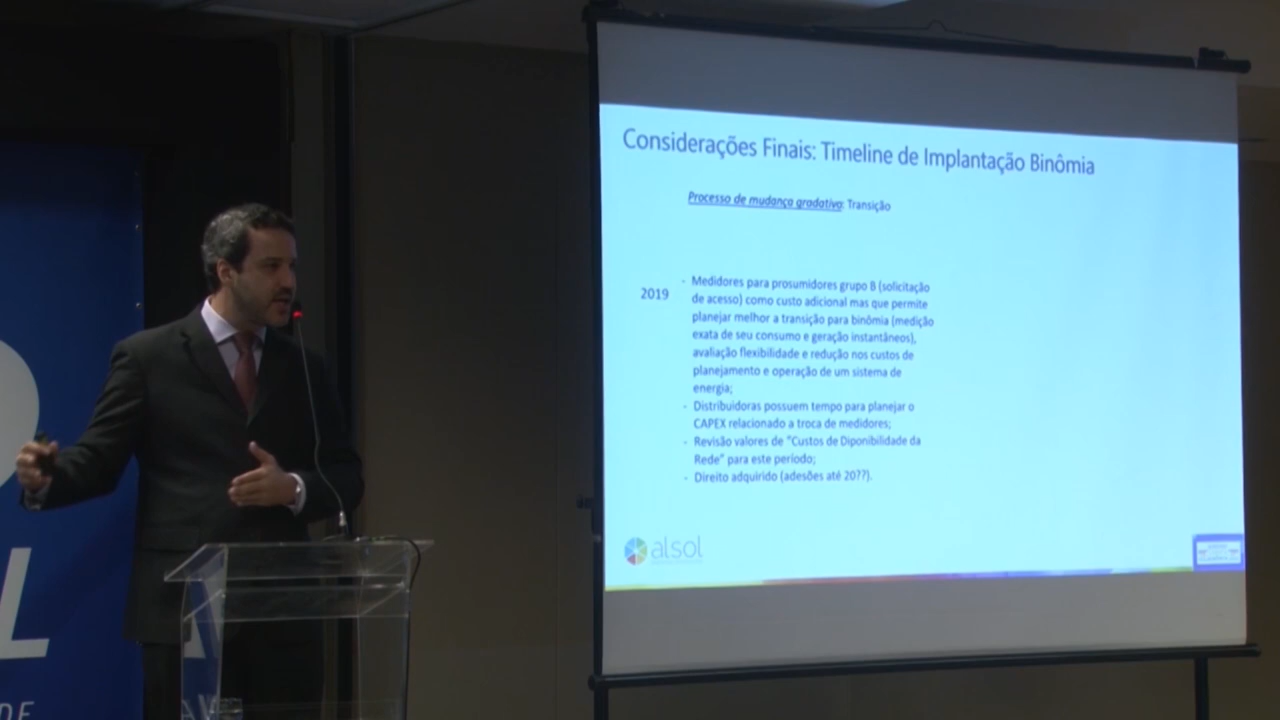 Considerações Finais: Timeline de Implantação Binômia
Processo de mudança gradativa: Transição
2019
- Medidores para prosumidores grupo B (solicitação
de acesso) como custo adicional mas que permite
planejar melhor a transição para binômia (medição
exata de seu consumo e geração instantâneos),
avaliação flexibilidade e redução nos custos de
planejamento e operação de um sistema de
energia;
- Distribuidoras possuem tempo para planejar o
CAPEX relacionado a troca de medidores;
- Revisão valores de "Custos de Diponibilidade da
Rede" para este período;
- Direito adquirido (adesões até 20??).
alsol
L
DE